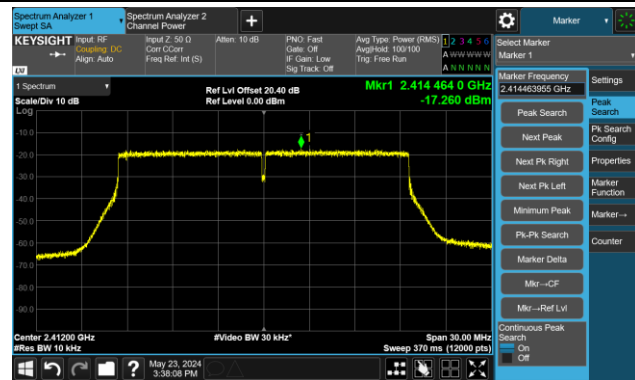 Spectrum Analyzer 1
Swept SA
Spectrum Analyzer 2
Channel Power
Marker
KEYSIGHT
Input: RF
Coupling: DC
Align: Auto
Input Z: 50 Ω
Corr CCorr
Freq Ref: Int (S)
Atten: 10 dB
PNO: Fast
Gate: Off
IF Gain: Low
Sig Track: Off
Avg Type: Power (RMS)
Avg|Hold: 100/100
Trig: Free Run
1 2 3 4 5 6
A W W W W W
A N N N N N
LXI
Select Marker
Marker 1
1 Spectrum
Scale/Div 10 dB
Log
Ref Lvl Offset 20.40 dB
Ref Level 0.00 dBm
Mkr1 2.414 464 0 GHz
-17.260 dBm
-10.0
-20.0
-30.0
-40.0
-50.0
-60.0
-70.0
-80.0
-90.0
1
Center 2.41200 GHz
#Res BW 10 kHz
#Video BW 30 kHz*
Span 30.00 MHz
Sweep 370 ms (12000 pts)
Marker Frequency
2.414463955 GHz
Peak Search
Next Peak
Next Pk Right
Next Pk Left
Minimum Peak
Pk-Pk Search
Marker Delta
Mkr→CF
Mkr→Ref Lvl
Continuous Peak
Search
On
Off
Settings
Peak
Search
Pk Search
Config
Properties
Marker
Function
Marker→
Counter
?
May 23, 2024
3:38:08 PM